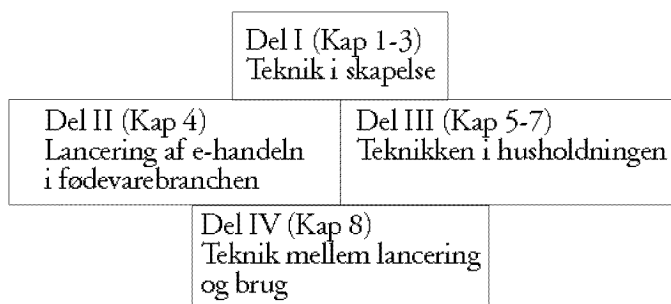 Del I (Kap 1-3)
Teknik i skapelse
Del II (Kap 4)
Lancering af e-handeln
i fødevarebranchen
Del III (Kap 5-7)
Teknikken i husholdningen
Del IV (Kap 8)
Teknik mellem lancering
og brug